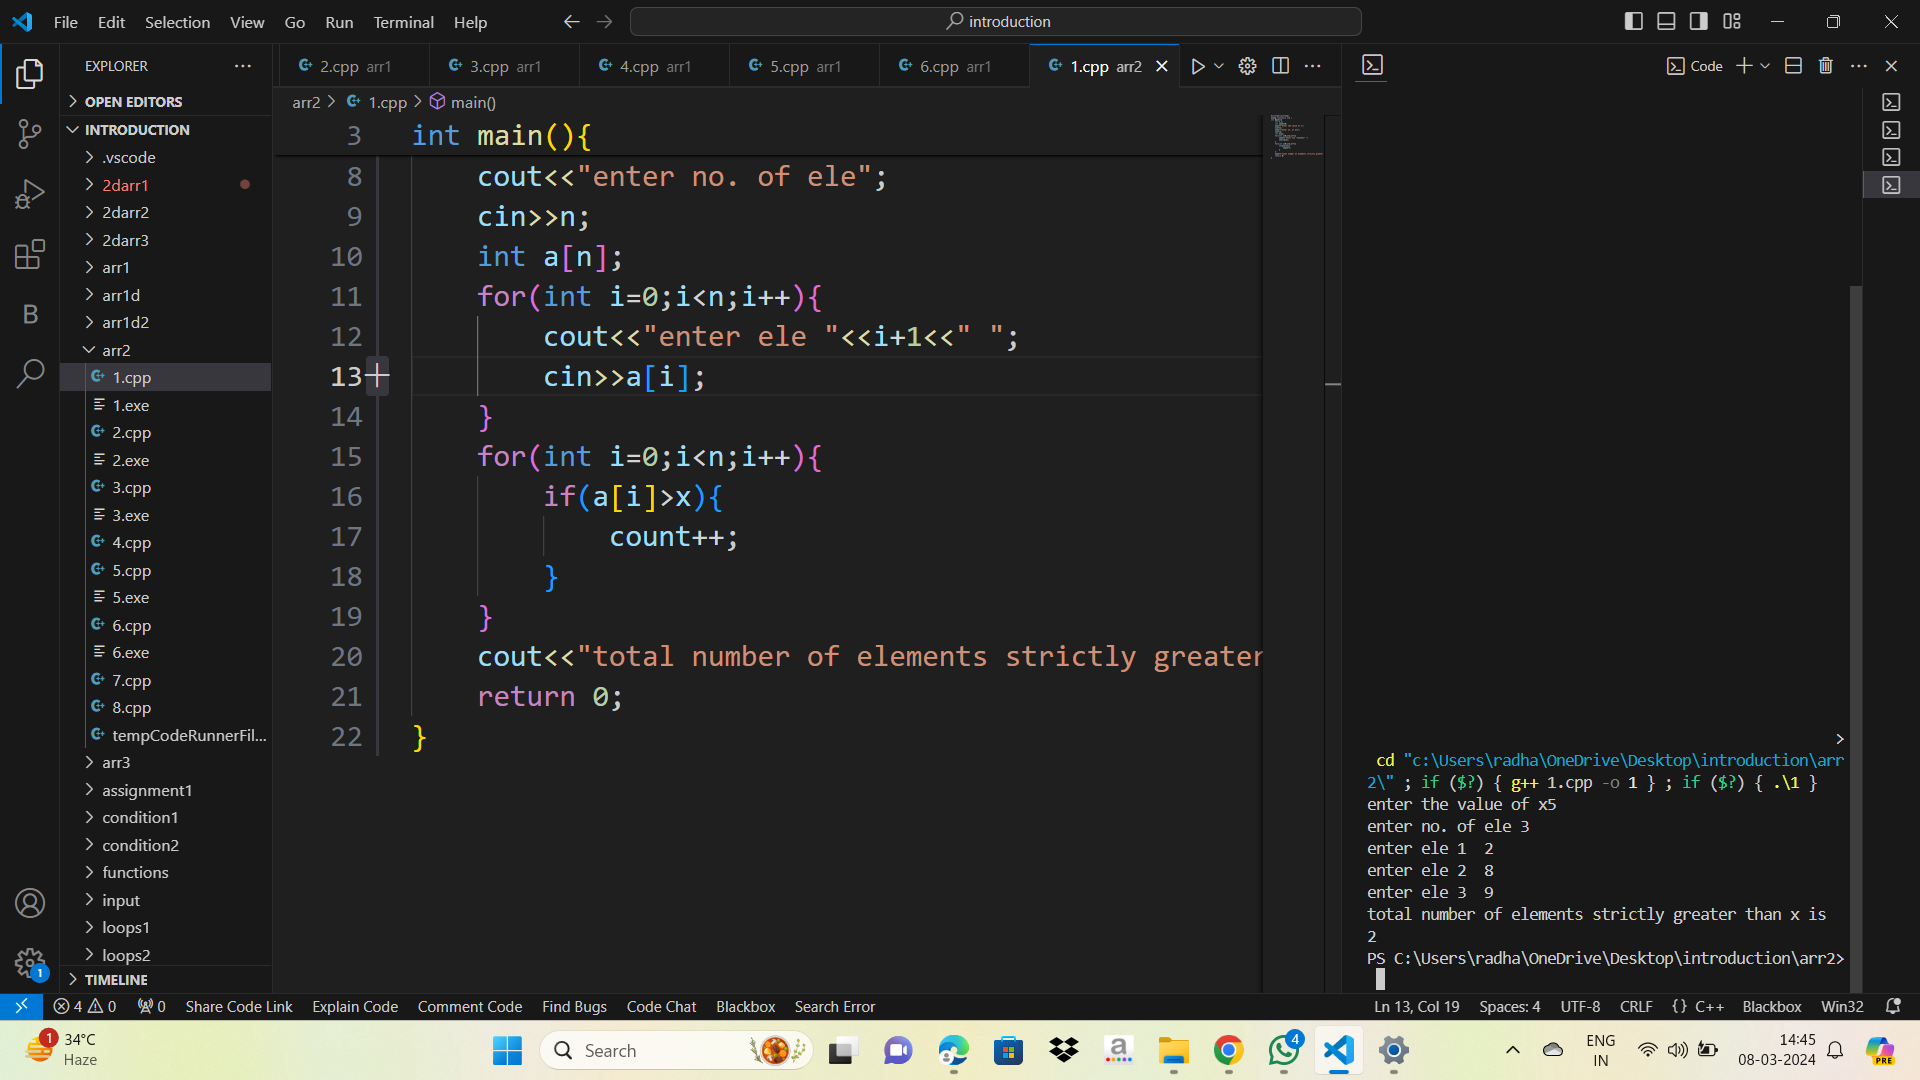 File Edit Selection View Go Run Terminal Help
introduction
EXPLORER
OPEN EDITORS
INTRODUCTION
.vscode
2darr1
2darr2
2darr3
arr1
arr1d
arr1d2
arr2
1.cpp
1.exe
2.cpp
2.exe
3.cpp
3.exe
4.cpp
5.cpp
5.exe
6.cpp
6.exe
7.cpp
8.cpp
tempCodeRunnerFil...
arr3
assignment1
condition1
condition2
functions
input
loops1
loops2
TIMELINE
2.cpp arr1 3.cpp arr1 4.cpp arr1 5.cpp arr1 6.cpp arr1 1.cpp arr2
arr2 > 1.cpp > main()
3 int main(){
8 cout<<"enter no. of ele";
9 cin>>n;
10 int a[n];
11 for(int i=0;i<n;i++){
12 cout<<"enter ele "<<i+1<<" ";
13 cin>>a[i];
14 }
15 for(int i=0;i<n;i++){
16 if(a[i]>x){
17 count++;
18 }
19 }
20 cout<<"total number of elements strictly greater
21 return 0;
22 }
Code
>
cd "c:\Users\radha\OneDrive\Desktop\introduction\arr
2\" ; if ($?) { g++ 1.cpp -o 1 } ; if ($?) { .\1 }
enter the value of x5
enter no. of ele 3
enter ele 1  2
enter ele 2  8
enter ele 3  9
total number of elements strictly greater than x is
2
PS C:\Users\radha\OneDrive\Desktop\introduction\arr2>
B
1
4 0 0 Share Code Link Explain Code Comment Code Find Bugs Code Chat Blackbox Search Error
Ln 13, Col 19 Spaces: 4 UTF-8 CRLF {} C++ Blackbox Win32
1
34°C
Haze
Search
a
4
ENG
IN
14:45
08-03-2024
PRE